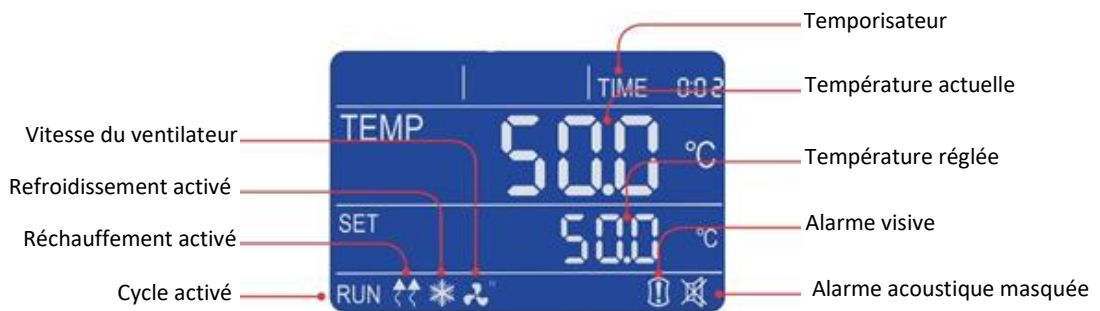 Temporisateur
TIME 0:02
Température actuelle
TEMP 50.0 °C
Vitesse du ventilateur
Température réglée
Refroidissement activé
SET 50.0 °C
Alarme visive
Réchauffement activé
RUN
Cycle activé
Alarme acoustique masquée